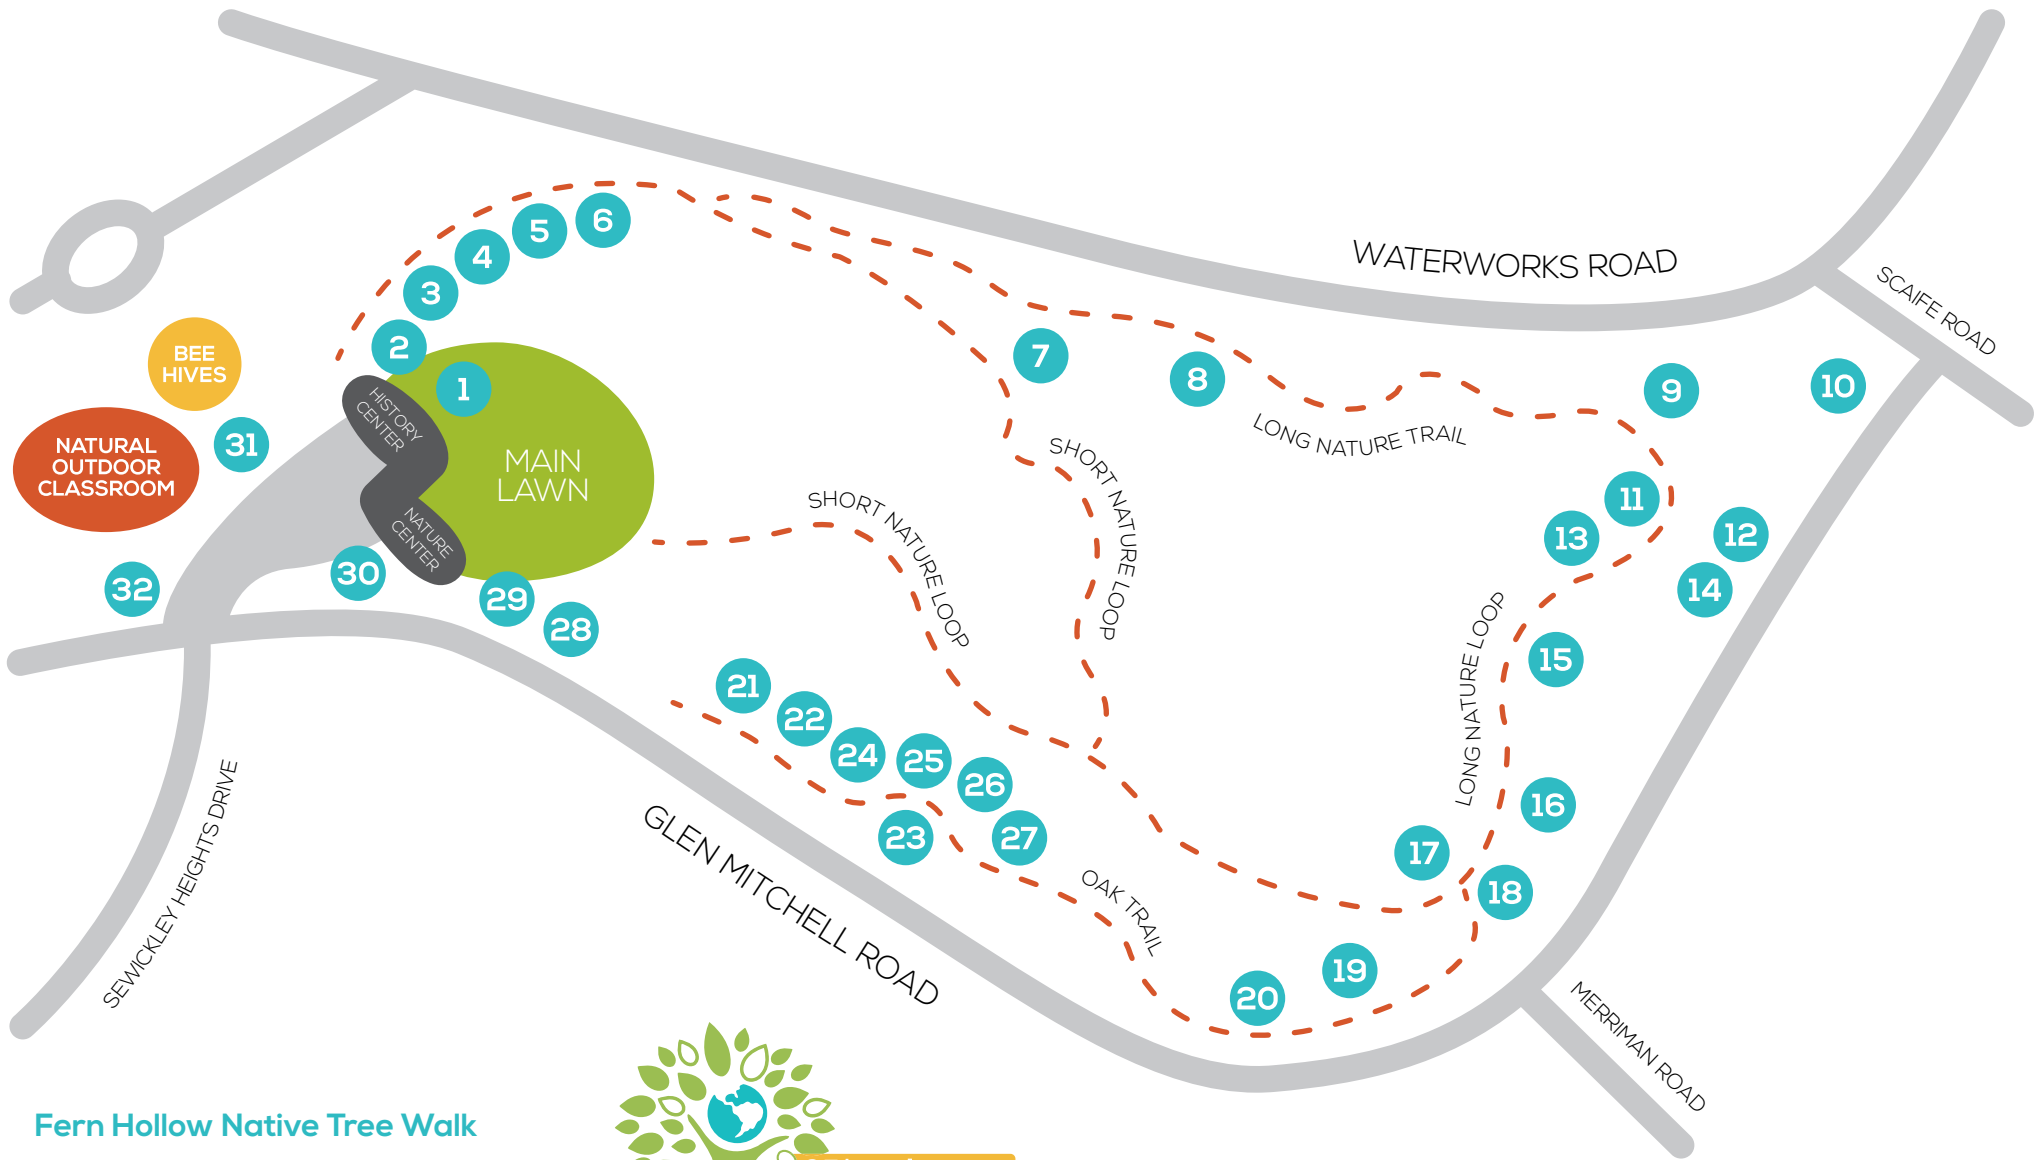 WATERWORKS ROAD
SCAIFE ROAD
6
5
4
3
2
1
BEE
HIVES
7
8
9
10
LONG NATURE TRAIL
HISTORY
CENTER
31
NATURAL
OUTDOOR
CLASSROOM
MAIN
LAWN
SHORT NATURE LOOP
SHORT NATURE LOOP
11
12
13
14
NATURE
CENTER
30
32
29
28
LONG NATURE LOOP
15
21
22
24
25
26
23
27
16
17
18
SEWICKLEY HEIGHTS DRIVE
GLEN MITCHELL ROAD
OAK TRAIL
19
20
MERRIMAN ROAD
Fern Hollow Native Tree Walk